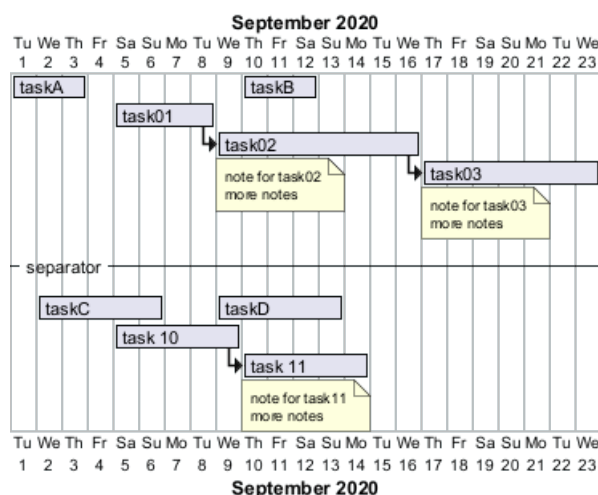 September 2020
Tu We Th Fr Sa Su Mo Tu We Th Fr Sa Su Mo Tu We Th Fr Sa Su Mo Tu We
1 2 3 4 5 6 7 8 9 10 11 12 13 14 15 16 17 18 19 20 21 22 23
taskA taskB
task01
task02
note for task02
more notes
task03
note for task03
more notes
separator
taskC taskD
task 10
task 11
note for task11
more notes
Tu We Th Fr Sa Su Mo Tu We Th Fr Sa Su Mo Tu We Th Fr Sa Su Mo Tu We
1 2 3 4 5 6 7 8 9 10 11 12 13 14 15 16 17 18 19 20 21 22 23
September 2020